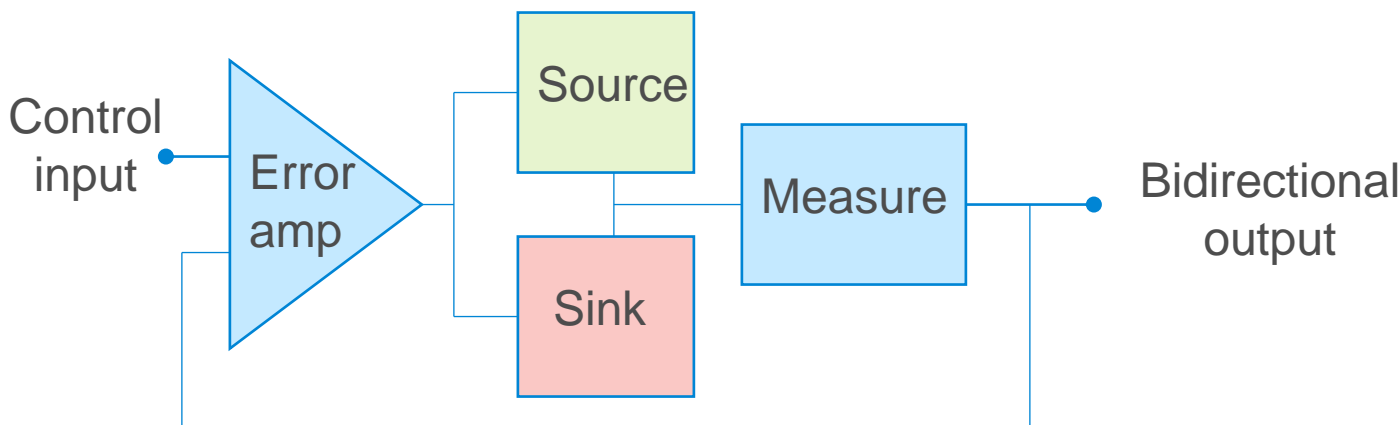 Control
input
Error
amp
Source
Sink
Measure
Bidirectional
output